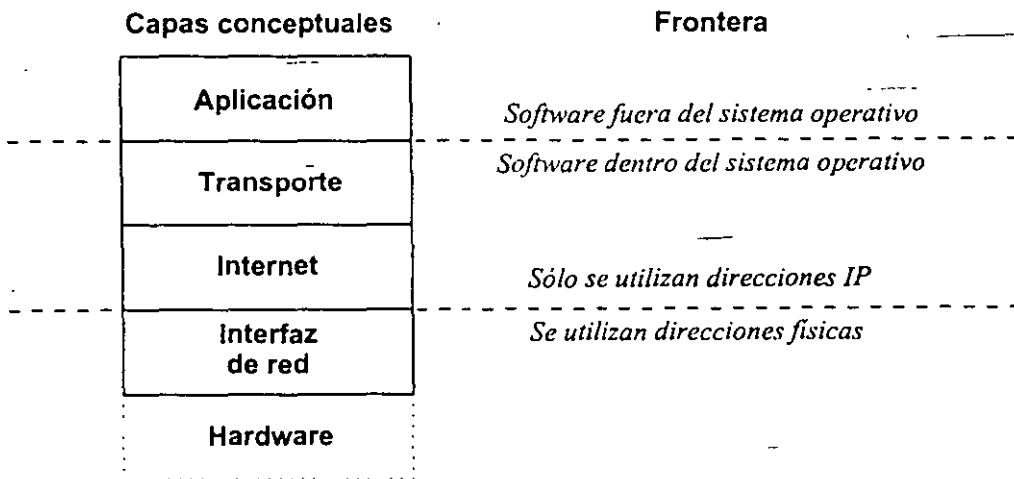 Capas conceptuales
Frontera
Aplicación
Software fuera del sistema operativo
Software dentro del sistema operativo
Transporte
Internet
Sólo se utilizan direcciones IP
Interfaz
de red
Se utilizan direcciones físicas
Hardware